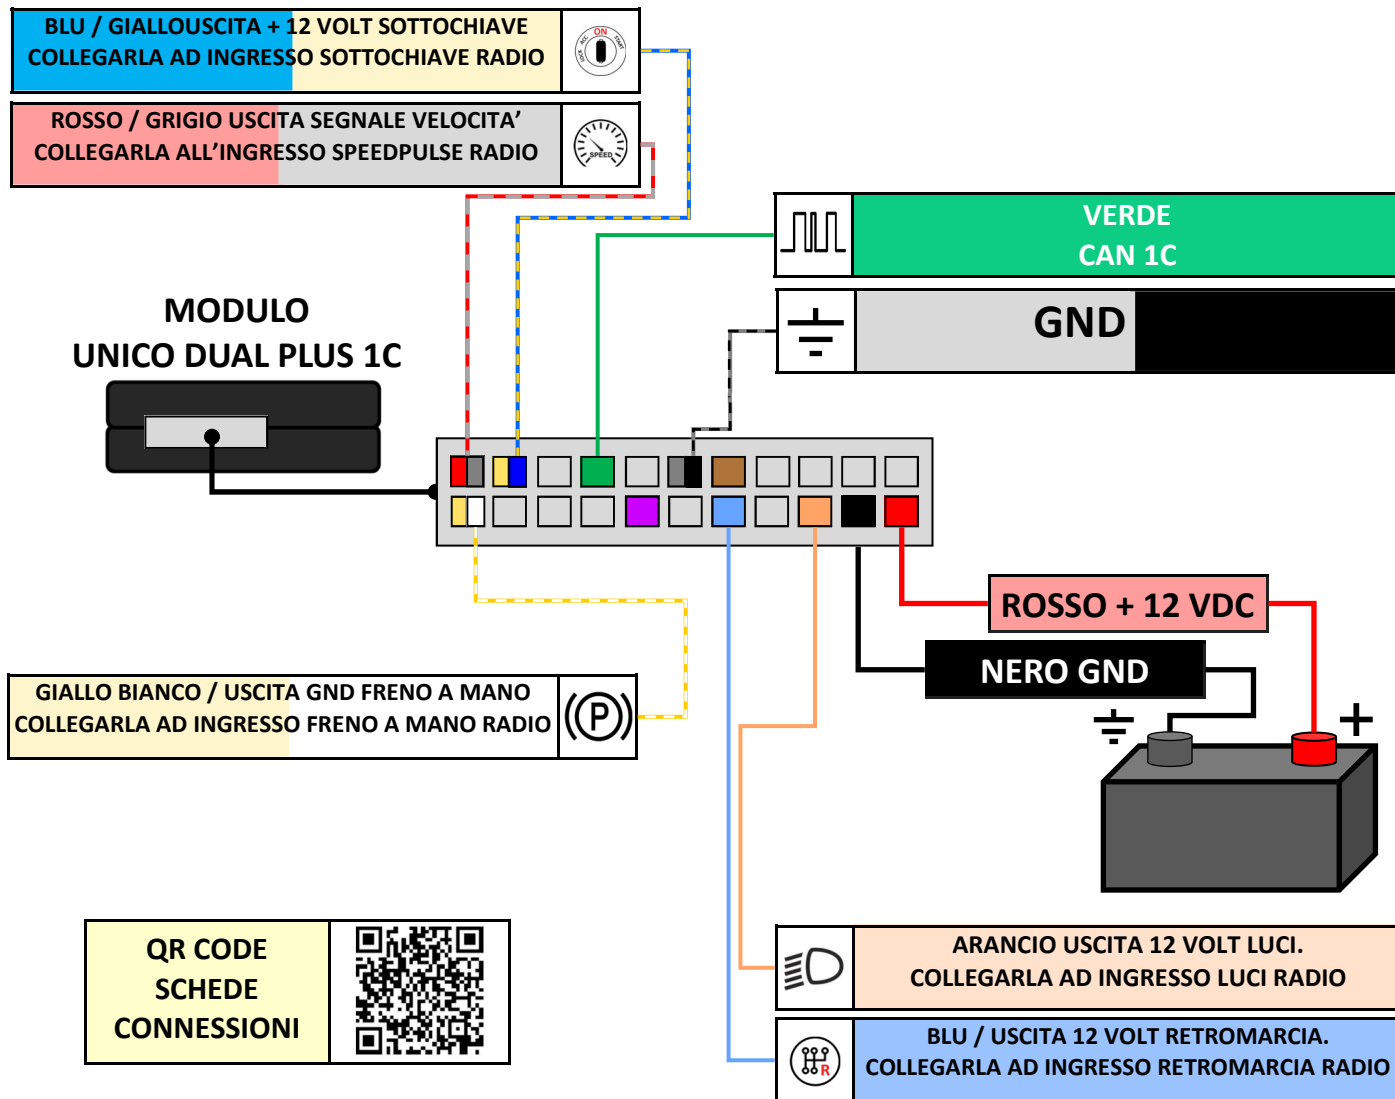 BLU / GIALLOUSCITA + 12 VOLT SOTTOCHIAVE
COLLEGARLA AD INGRESSO SOTTOCHIAVE RADIO
LOCK ACC ON START
ROSSO / GRIGIO USCITA SEGNALE VELOCITA’
COLLEGARLA ALL’INGRESSO SPEEDPULSE RADIO
SPEED
VERDE
CAN 1C
GND
MODULO
UNICO DUAL PLUS 1C
ROSSO + 12 VDC
NERO GND
+
GIALLO BIANCO / USCITA GND FRENO A MANO
COLLEGARLA AD INGRESSO FRENO A MANO RADIO
P
QR CODE
SCHEDE
CONNESSIONI
ARANCIO USCITA 12 VOLT LUCI.
COLLEGARLA AD INGRESSO LUCI RADIO
BLU / USCITA 12 VOLT RETROMARCIA.
COLLEGARLA AD INGRESSO RETROMARCIA RADIO
R